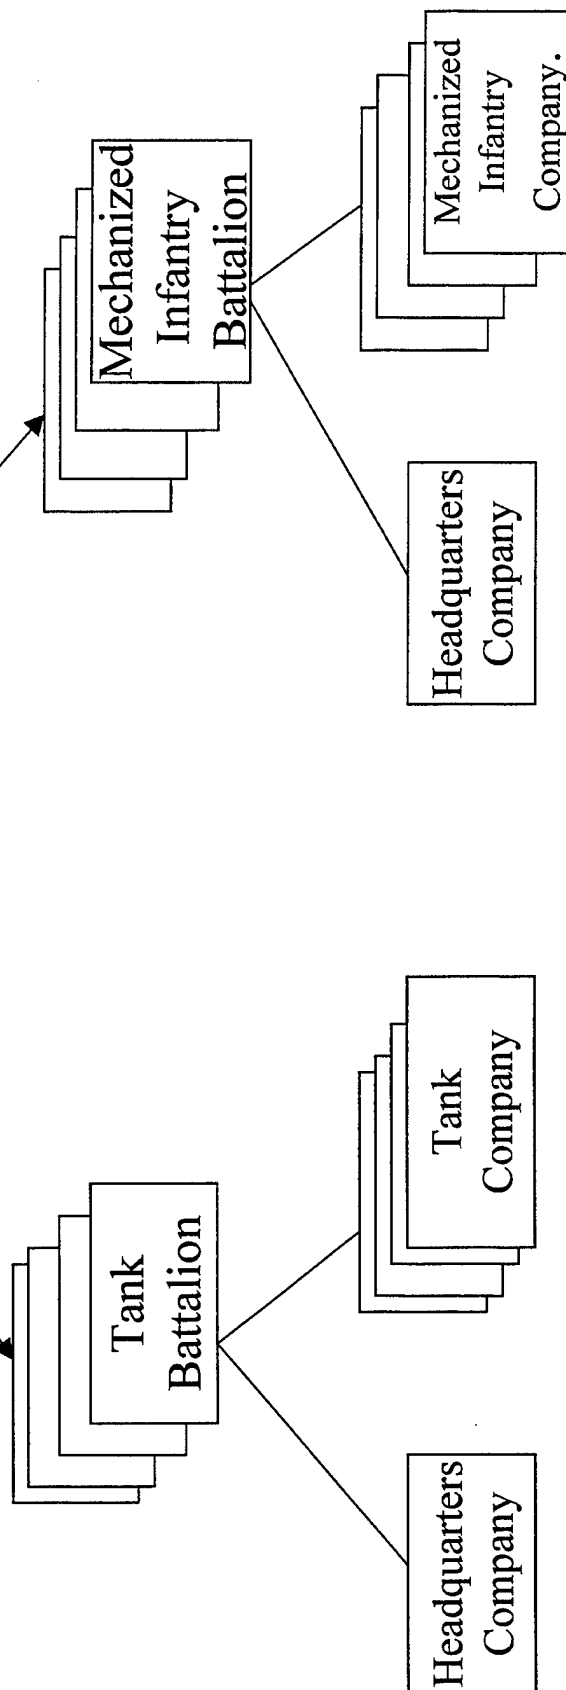 Tank
Battalion
Mechanized
Infantry
Battalion
Headquarters
Company
Tank
Company
Headquarters
Company
Mechanized
Infantry
Company.